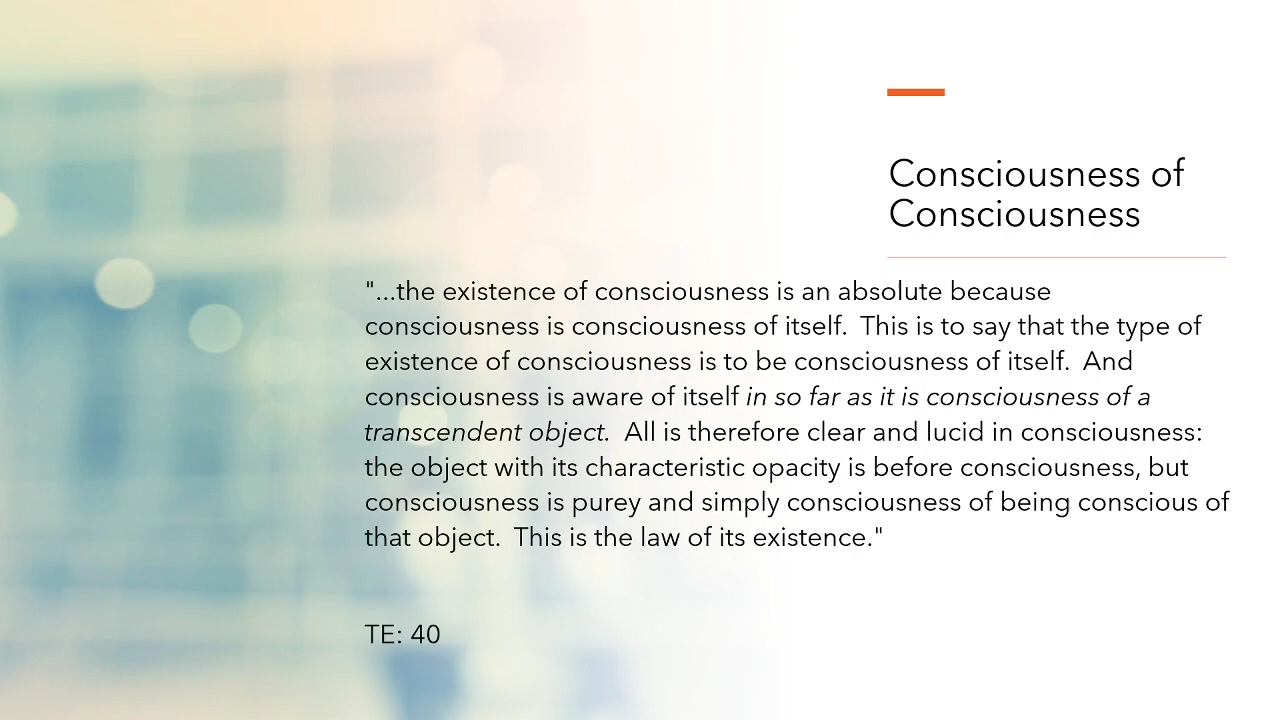 Consciousness of
Consciousness
"...the existence of consciousness is an absolute because
consciousness is consciousness of itself.  This is to say that the type of
existence of consciousness is to be consciousness of itself.  And
consciousness is aware of itself in so far as it is consciousness of a
transcendent object.  All is therefore clear and lucid in consciousness:
the object with its characteristic opacity is before consciousness, but
consciousness is purey and simply consciousness of being conscious of
that object.  This is the law of its existence."
TE: 40